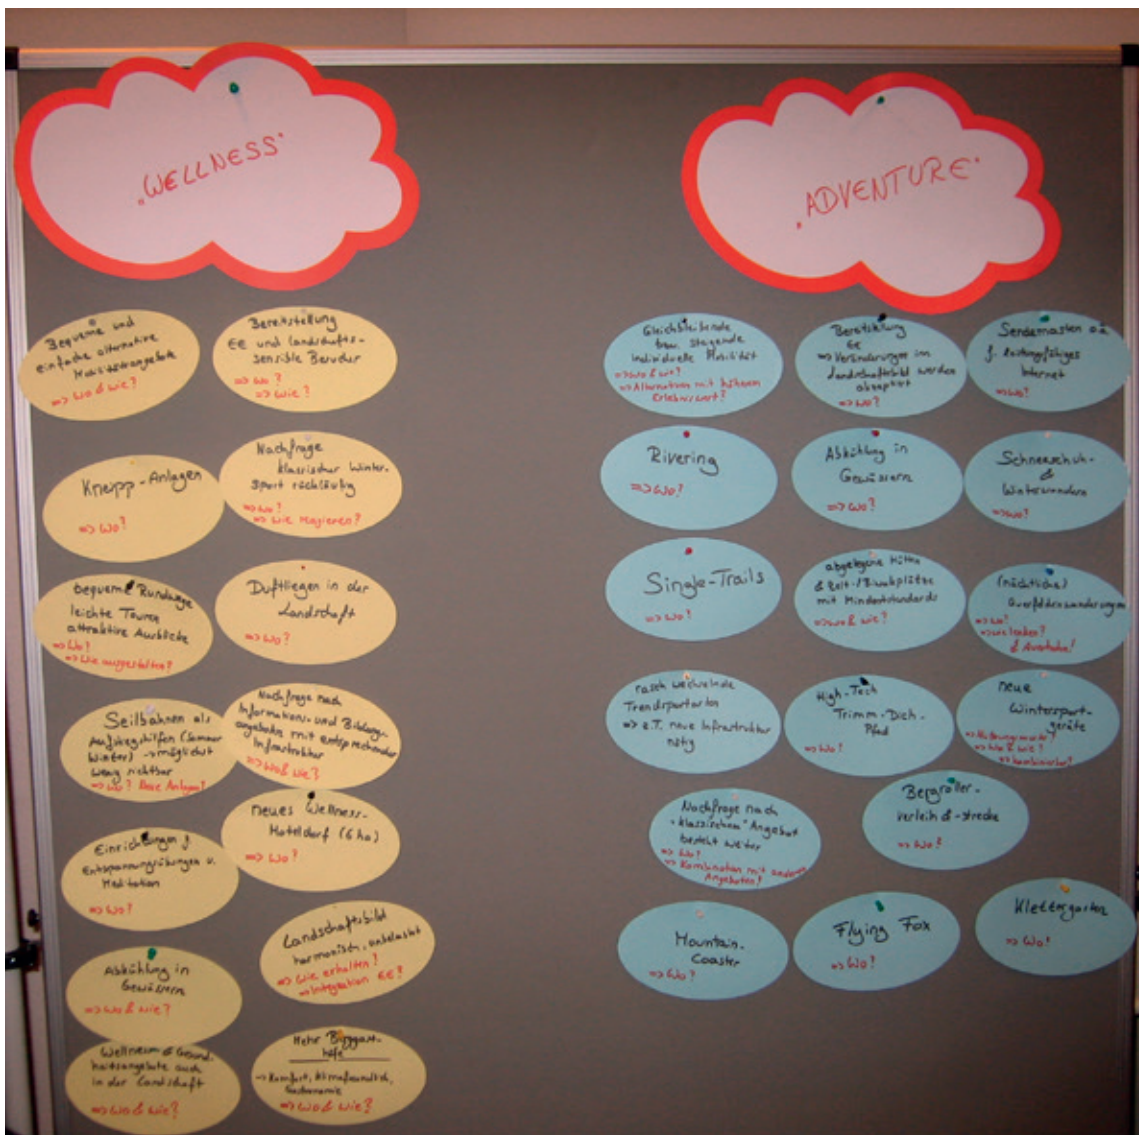 „WELLNESS“
Bequeme und
einfache alternative
Mobilitätsangebote
=> wo & wie?
Bereitstellung
EE und landschafts-
sensible Besucher
=> wo?
=> wie?
Kneipp-Anlagen
=> wo?
Nachfrage
klassischer Winter-
sport rückläufig
=> wo?
=> wie reagieren?
bequeme Rundwege
leichte Touren
attraktive Ausblicke
=> Wo?
=> Wie ausgestalten?
Duftliegen in der
Landschaft
=> wo?
Seilbahnen als
Aufstiegshilfen (Sommer
Winter) → möglichst
wenig sichtbar
=> wo? Neue Anlagen?
Nachfrage nach
Informations- und Bildungs-
angeboten mit entsprechender
Infrastruktur
=> wo & wie?
neues Wellness-
Hoteldorf (6 ha)
=> wo?
Einrichtungen f.
Entspannungsübungen u.
Meditation
=> wo?
Landschaftsbild
harmonisch, unbelastet
=> Wie erhalten?
=> Integration EE?
Abkühlung in
Gewässern
=> wo & wie?
Mehr Berggast-
höfe
→ Komfort, klimafreundlich,
Gastronomie
=> wo & wie?
Wellness & Gesund-
heitsangebote auch
in der Landschaft
=> wo & wie?
„ADVENTURE“
Gleichbleibende
bzw. steigende
individuelle Mobilität
=> wo & wie?
=> Alternativen mit höherem
Erlebniswert?
Bereitstellung
EE
=> Veränderungen im
Landschaftsbild werden
akzeptiert
=> wo?
Sendemasten o.ä.
f. leistungsfähiges
Internet
=> wo?
Rivering
=> wo?
Abkühlung in
Gewässern
=> wo?
Schneeschuh-
&
Winterwandern
=> wo?
Single-Trails
=> wo?
abgelegene Hütten
& Zelt-/Biwakplätze
mit Mindeststandards
=> wo & wie?
(nächtliche)
Querfeldeinwanderungen
=> wo?
=> wie lenken?
rasch wechselnde
Trendsportarten
=> z.T. neue Infrastruktur
nötig
High-Tech
Trimm-Dich-
Pfad
=> wo?
neue
Wintersport-
geräte
=> Wo & wie?
=> kombinierbar?
Nachfrage nach
„klassischem“ Angebot
besteht weiter
=> wo?
=> Kombination mit anderen
Angeboten?
Bergroller-
verleih & -strecke
=> wo?
Mountain-
Coaster
=> wo?
Flying Fox
=> wo?
Klettergarten
=> wo?